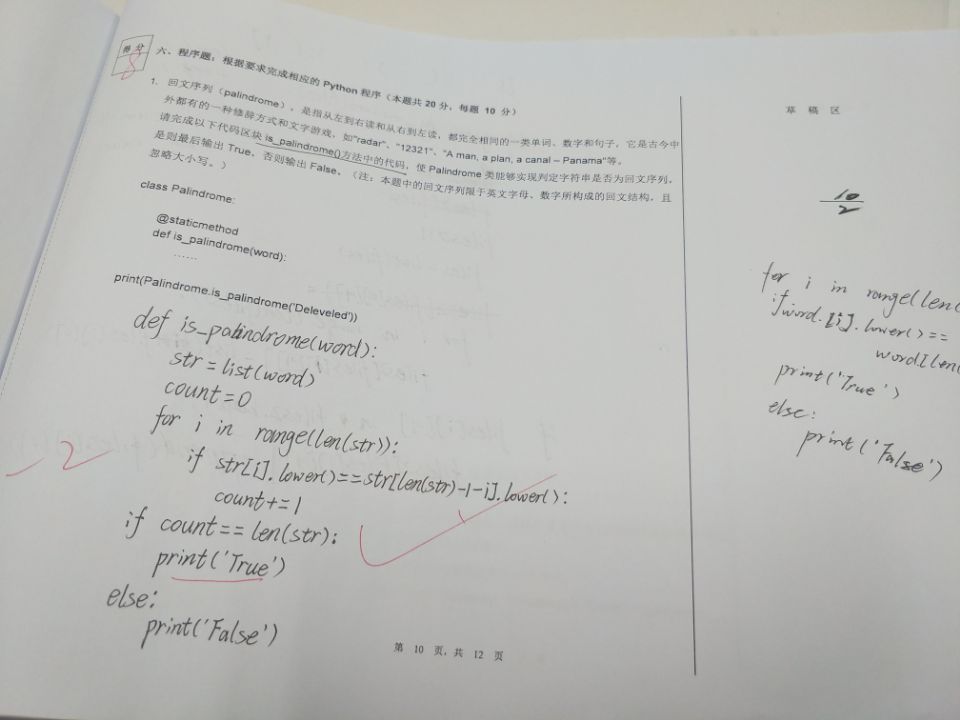 得 分
8
六、程序题：根据要求完成相应的 Python 程序（本题共 20 分，每题 10 分）
1. 回文序列（palindrome），是指从左到右读和从右到左读，都完全相同的一类单词、数字和句子，它是古今中
外都有的一种修辞方式和文字游戏，如"radar"、"12321"、"A man, a plan, a canal – Panama"等。
请完成以下代码区块 is_palindrome()方法中的代码，使 Palindrome 类能够实现判定字符串是否为回文序列，
是则最后输出 True，否则输出 False。（注：本题中的回文序列限于英文字母、数字所构成的回文结构，且
忽略大小写。）
class Palindrome:
@staticmethod
def is_palindrome(word):
……
print(Palindrome.is_palindrome('Deleveled'))
def is_palindrome(word):
str = list(word)
count=0
for i in range(len(str)):
if str[i].lower()==str[len(str)-1-i].lower():
count+=1
if count==len(str):
print('True')
else:
print('False')
-2
第 10 页，共 12 页
草 稿 区
10
2
for i in range(len(
if word.[i].lower()==
word[len(
print('True')
else:
print('False')